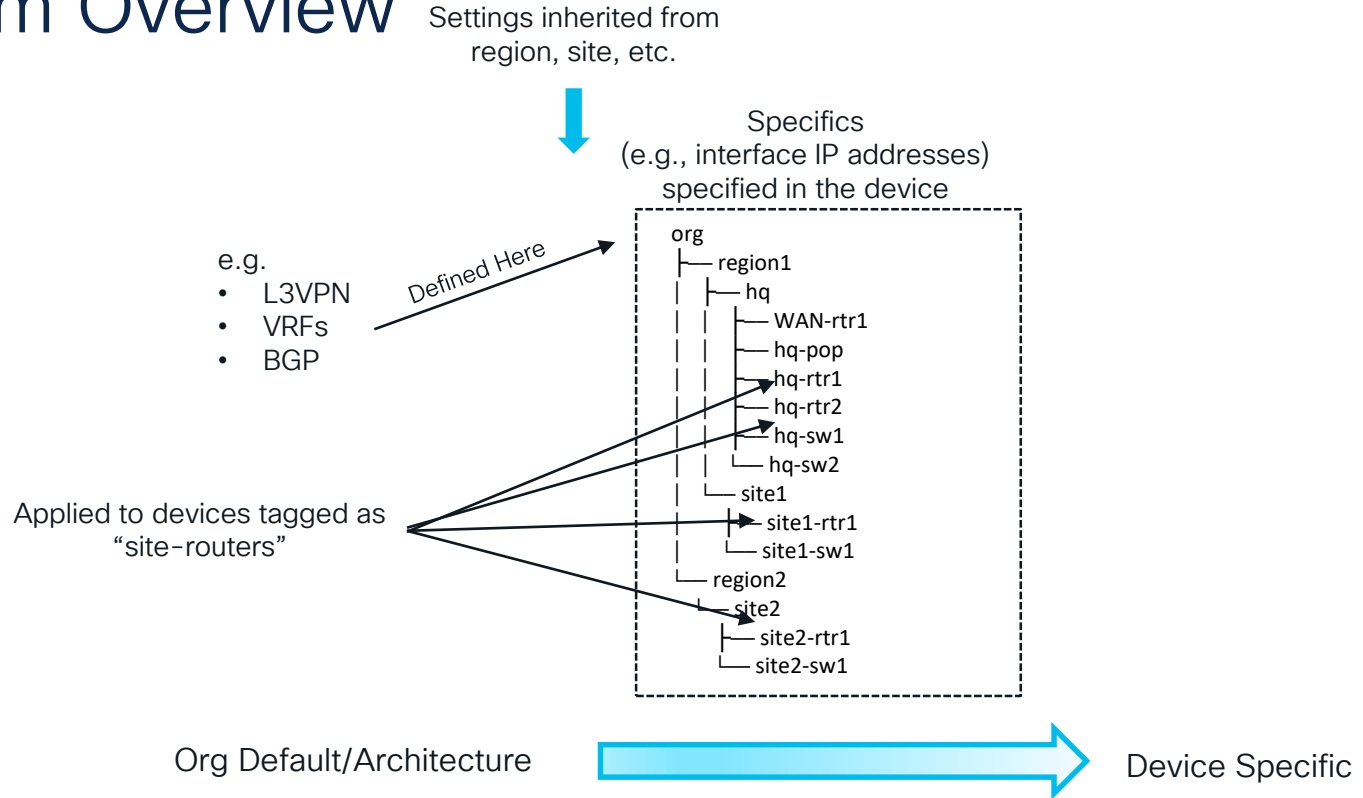 m Overview
Settings inherited from
region, site, etc.
Specifics
(e.g., interface IP addresses)
specified in the device
e.g.
• L3VPN
• VRFs
• BGP
Defined Here
org
region1
hq
WAN-rtr1
hq-pop
hq-rtr1
hq-rtr2
hq-sw1
hq-sw2
site1
site1-rtr1
site1-sw1
region2
site2
site2-rtr1
site2-sw1
Applied to devices tagged as
“site-routers”
Org Default/Architecture
Device Specific